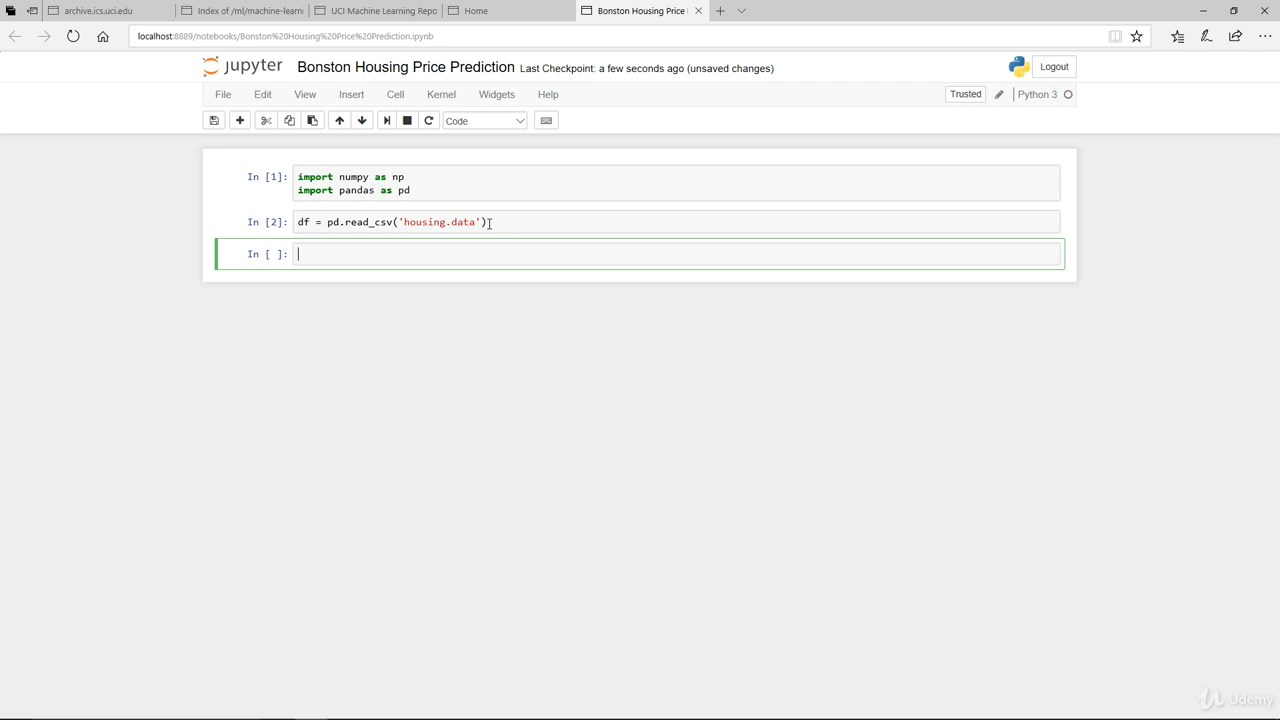 archive.ics.uci.edu
Index of /ml/machine-learni
UCI Machine Learning Repo
Home
Bonston Housing Price
localhost:8889/notebooks/Bonston%20Housing%20Price%20Prediction.ipynb
jupyter Bonston Housing Price Prediction Last Checkpoint: a few seconds ago (unsaved changes)
Logout
File Edit View Insert Cell Kernel Widgets Help
Trusted
Python 3
Code
In [1]: import numpy as np
import pandas as pd
In [2]: df = pd.read_csv('housing.data')
In [ ]:
Udemy